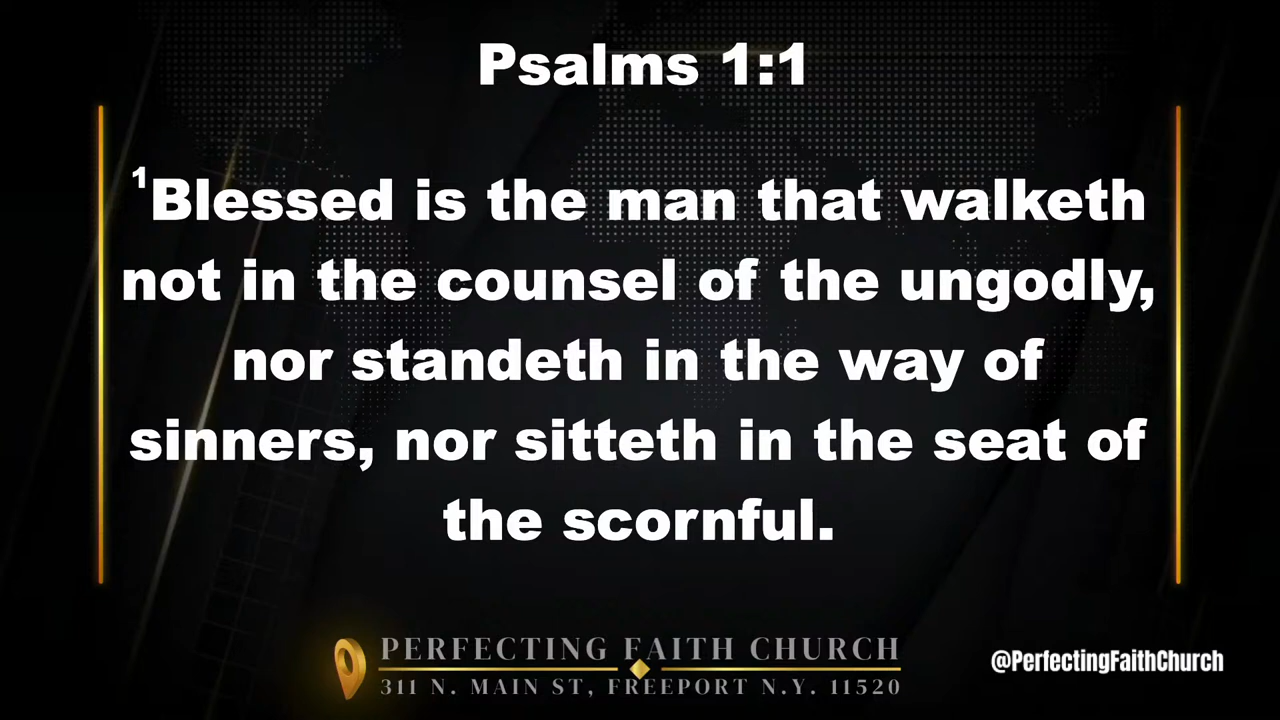 Psalms 1:1
1Blessed is the man that walketh
not in the counsel of the ungodly,
nor standeth in the way of
sinners, nor sitteth in the seat of
the scornful.
PERFECTING FAITH CHURCH
311 N. MAIN ST, FREEPORT N.Y. 11520
@PerfectingFaithChurch